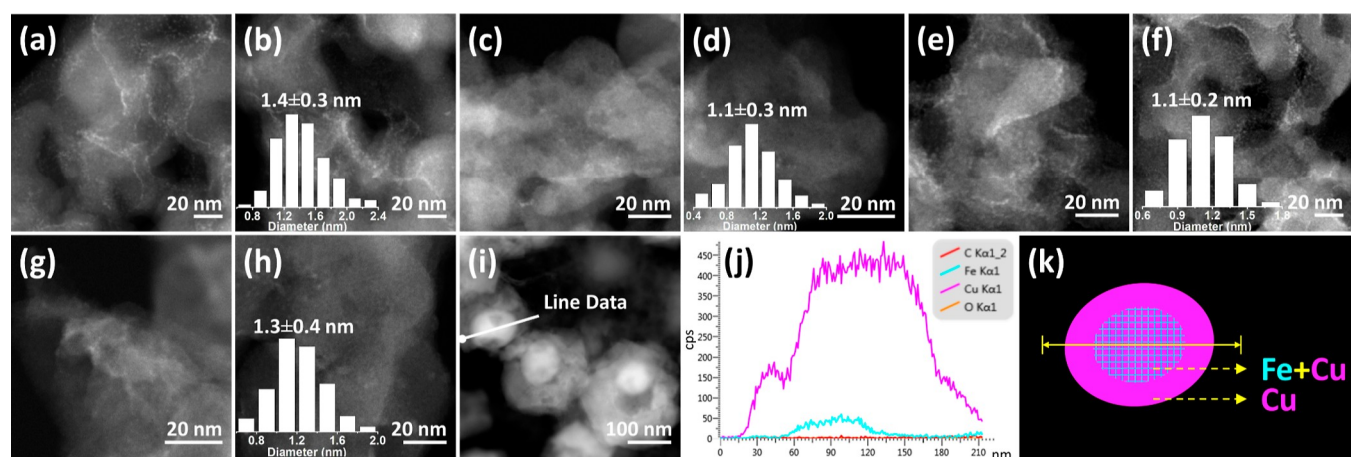 (a)
20 nm
(b)
1.4±0.3 nm
0.8 1.2 1.6 2.0 2.4
Diameter (nm)
20 nm
(c)
20 nm
(d)
1.1±0.3 nm
0.4 0.8 1.2 1.6 2.0
Diameter (nm)
20 nm
(e)
20 nm
(f)
1.1±0.2 nm
0.6 0.9 1.2 1.5 1.8
Diameter (nm)
20 nm
(g)
20 nm
(h)
1.3±0.4 nm
0.8 1.2 1.6 2.0
Diameter (nm)
20 nm
(i)
Line Data
100 nm
(j)
C Kα1_2
Fe Kα1
Cu Kα1
O Kα1
450
400
350
300
250
200
150
100
50
0
cps
0 30 60 90 120 150 180 210 nm
(k)
Fe+Cu
Cu